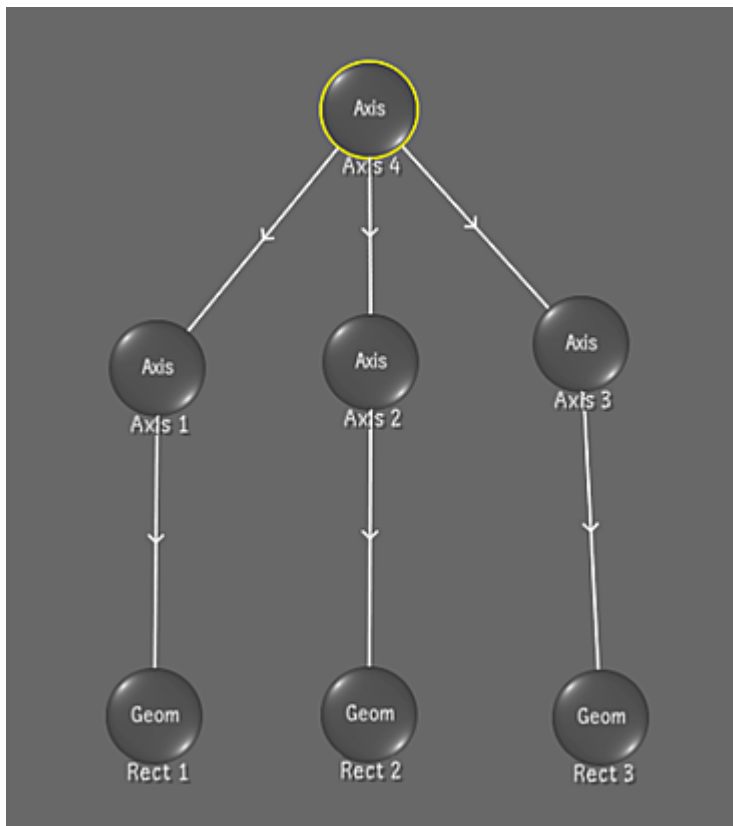 Axis
Axis 4
Axis
Axis 1
Axis
Axis 2
Axis
Axis 3
Geom
Rect 1
Geom
Rect 2
Geom
Rect 3